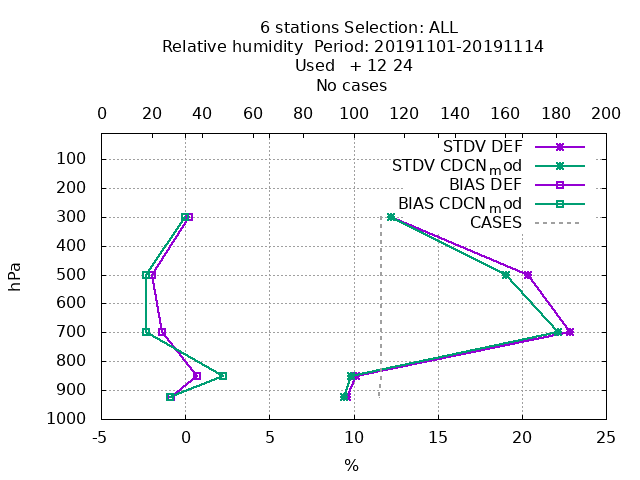 6 stations Selection: ALL
Relative humidity  Period: 20191101-20191114
Used   + 12 24
No cases
0 20 40 60 80 100 120 140 160 180 200
STDV DEF
STDV CDCNmod
BIAS DEF
BIAS CDCNmod
CASES
100
200
300
400
500
600
700
800
900
1000
hPa
-5 0 5 10 15 20 25
%